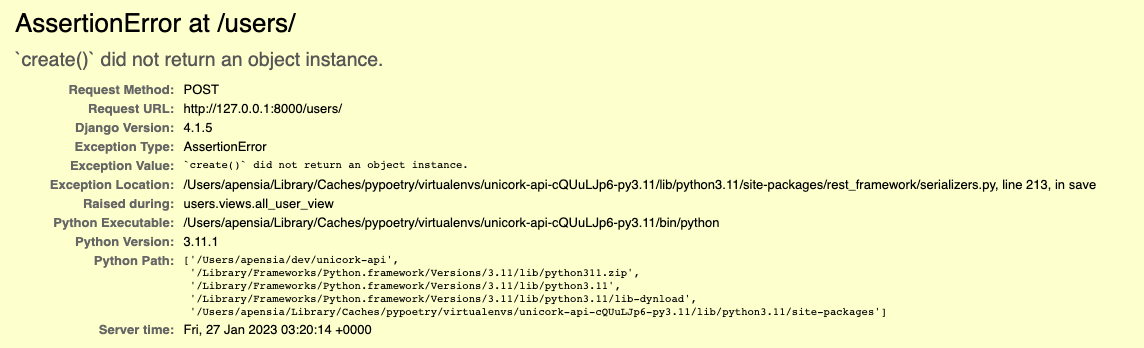 AssertionError at /users/
`create()` did not return an object instance.
Request Method: POST
Request URL: http://127.0.0.1:8000/users/
Django Version: 4.1.5
Exception Type: AssertionError
Exception Value: `create()` did not return an object instance.
Exception Location: /Users/apensia/Library/Caches/pypoetry/virtualenvs/unicork-api-cQUuLJp6-py3.11/lib/python3.11/site-packages/rest_framework/serializers.py, line 213, in save
Raised during: users.views.all_user_view
Python Executable: /Users/apensia/Library/Caches/pypoetry/virtualenvs/unicork-api-cQUuLJp6-py3.11/bin/python
Python Version: 3.11.1
Python Path: ['/Users/apensia/dev/unicork-api',
'/Library/Frameworks/Python.framework/Versions/3.11/lib/python311.zip',
'/Library/Frameworks/Python.framework/Versions/3.11/lib/python3.11',
'/Library/Frameworks/Python.framework/Versions/3.11/lib/python3.11/lib-dynload',
'/Users/apensia/Library/Caches/pypoetry/virtualenvs/unicork-api-cQUuLJp6-py3.11/lib/python3.11/site-packages']
Server time: Fri, 27 Jan 2023 03:20:14 +0000